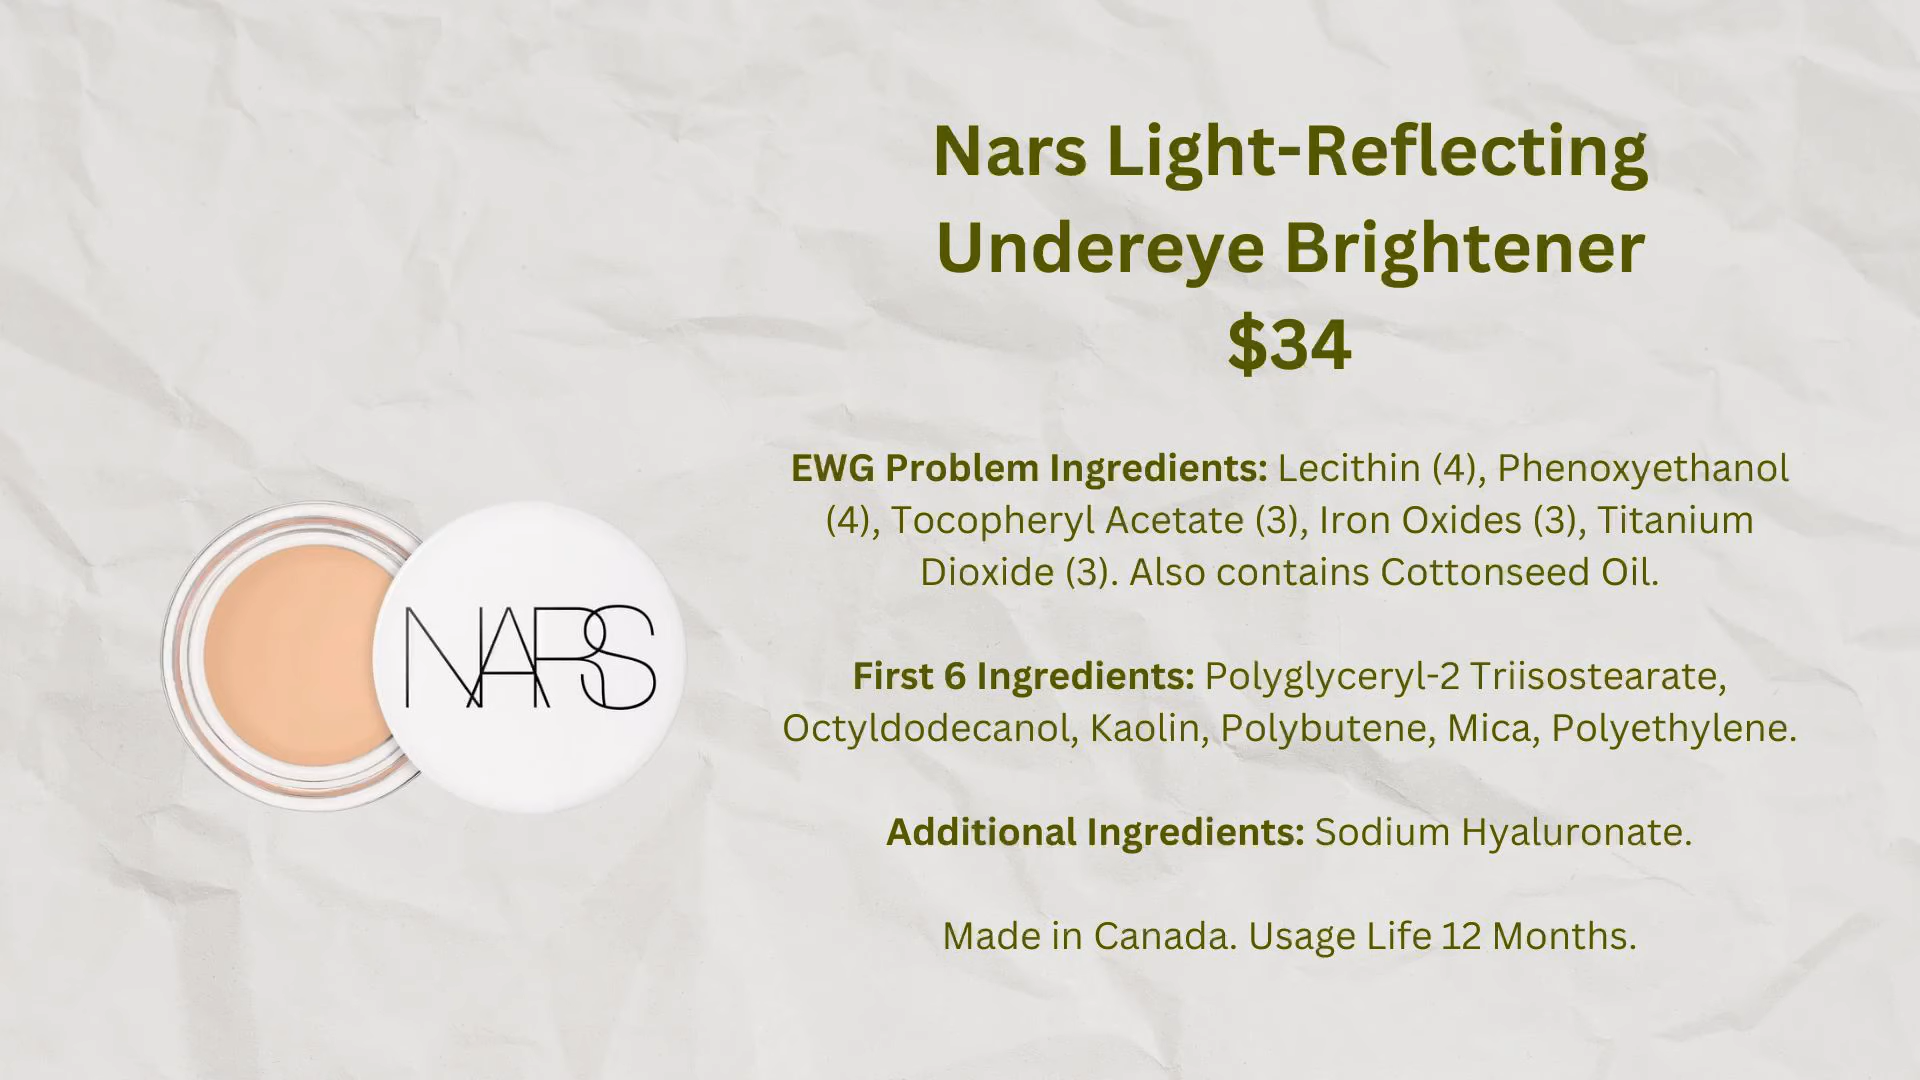 Nars Light-Reflecting
Undereye Brightener
$34
EWG Problem Ingredients: Lecithin (4), Phenoxyethanol
(4), Tocopheryl Acetate (3), Iron Oxides (3), Titanium
Dioxide (3). Also contains Cottonseed Oil.
NARS
First 6 Ingredients: Polyglyceryl-2 Triisostearate,
Octyldodecanol, Kaolin, Polybutene, Mica, Polyethylene.
Additional Ingredients: Sodium Hyaluronate.
Made in Canada. Usage Life 12 Months.